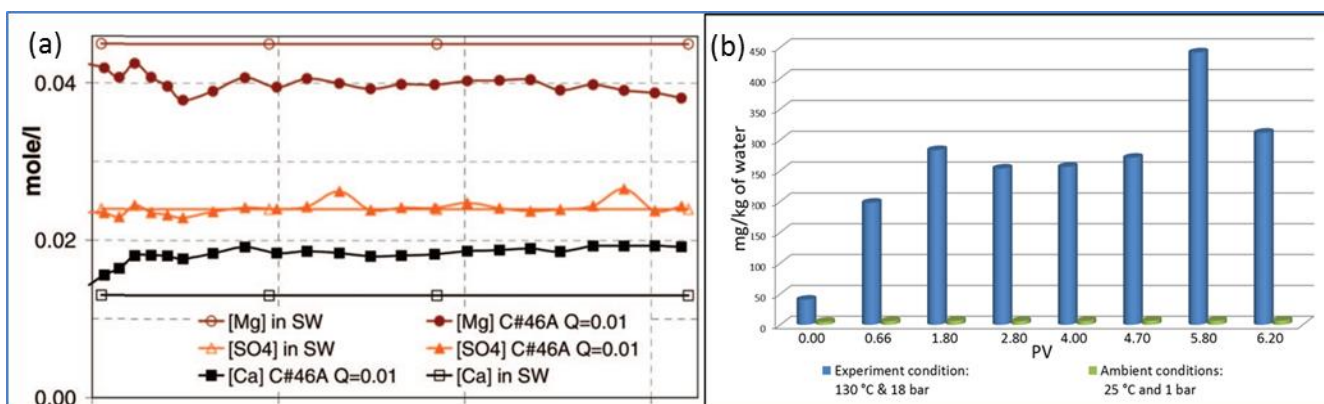 (a)
mole/l
0.04
0.02
0.00
[Mg] in SW [Mg] C#46A Q=0.01
[SO4] in SW [SO4] C#46A Q=0.01
[Ca] C#46A Q=0.01 [Ca] in SW
(b)
mg/kg of water
450
400
350
300
250
200
150
100
50
0
0.00 0.66 1.80 2.80 4.00 4.70 5.80 6.20
PV
Experiment condition: Ambient conditions:
130 °C & 18 bar 25 °C and 1 bar